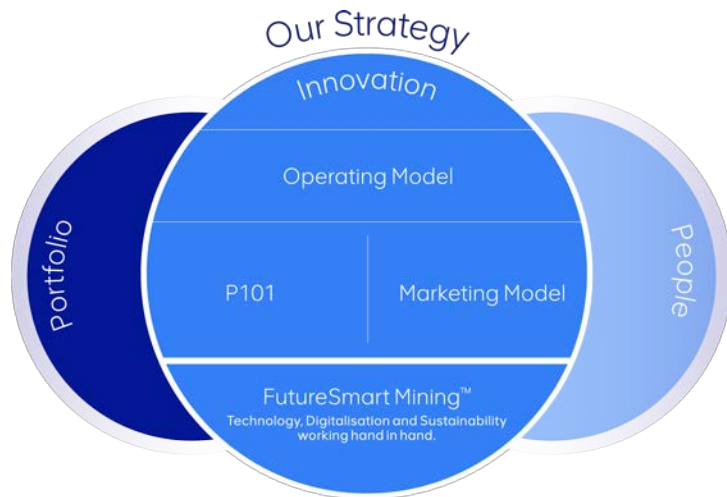 Our Strategy
Innovation
Operating Model
Portfolio
P101
Marketing Model
People
FutureSmart Mining™
Technology, Digitalisation and Sustainability
working hand in hand.